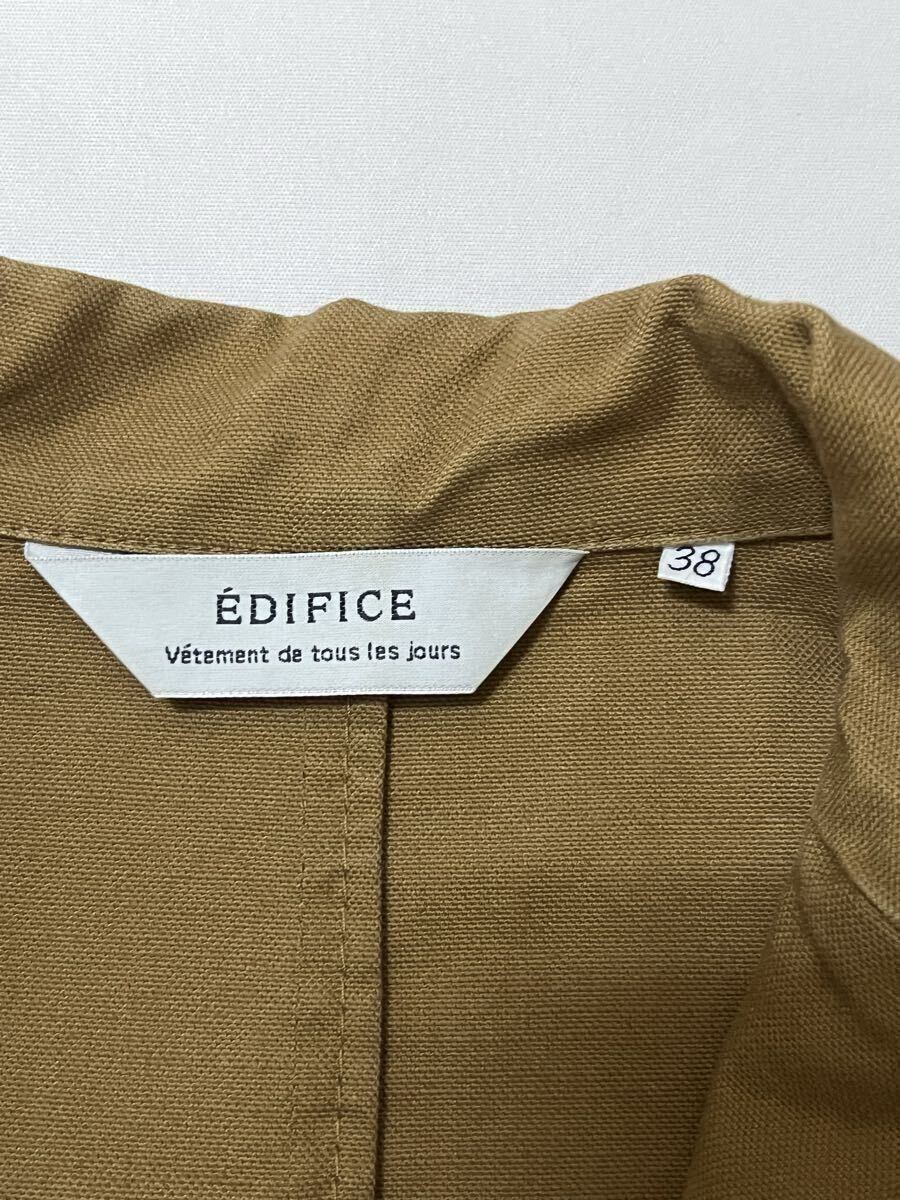 ÉDIFICE
Vétement de tous les jours
38